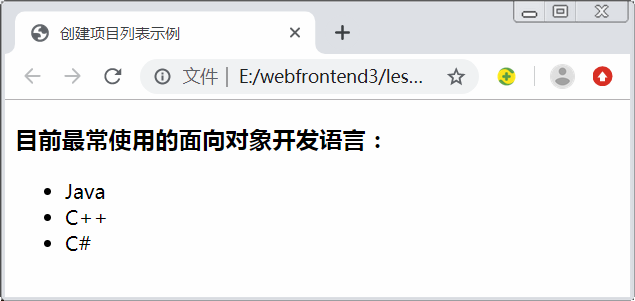 创建项目列表示例
文件 | E:/webfrontend3/les...
目前最常使用的面向对象开发语言：
Java
C++
C#